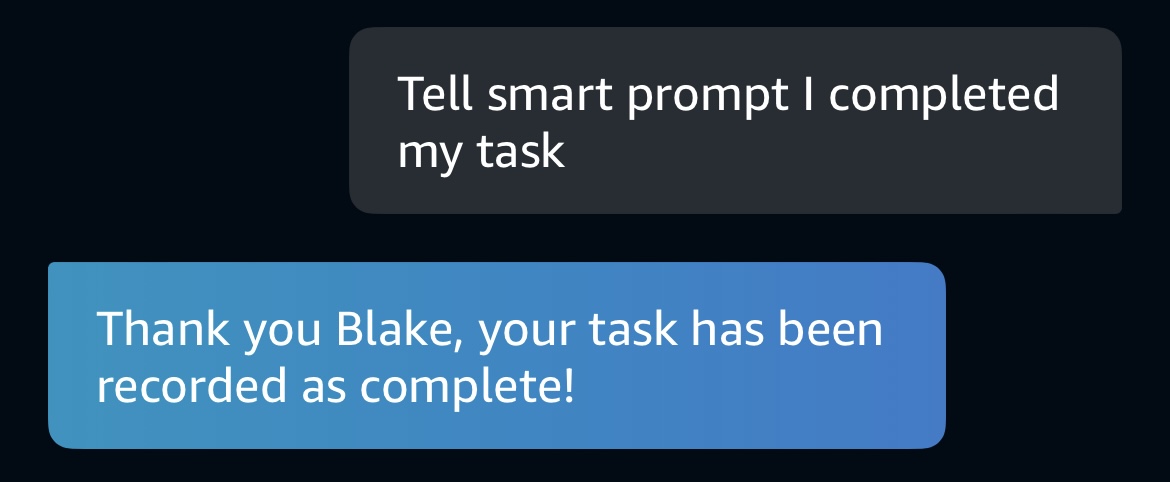 Tell smart prompt I completed
my task
Thank you Blake, your task has been
recorded as complete!